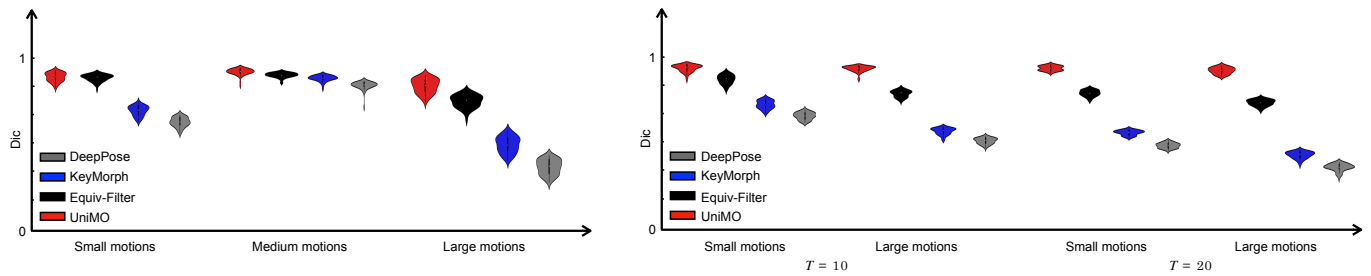 1
Dic
DeepPose
KeyMorph
Equiv-Filter
UniMO
0
Small motions Medium motions Large motions
1
Dic
DeepPose
KeyMorph
Equiv-Filter
UniMO
0
Small motions Large motions Small motions Large motions
T = 10 T = 20